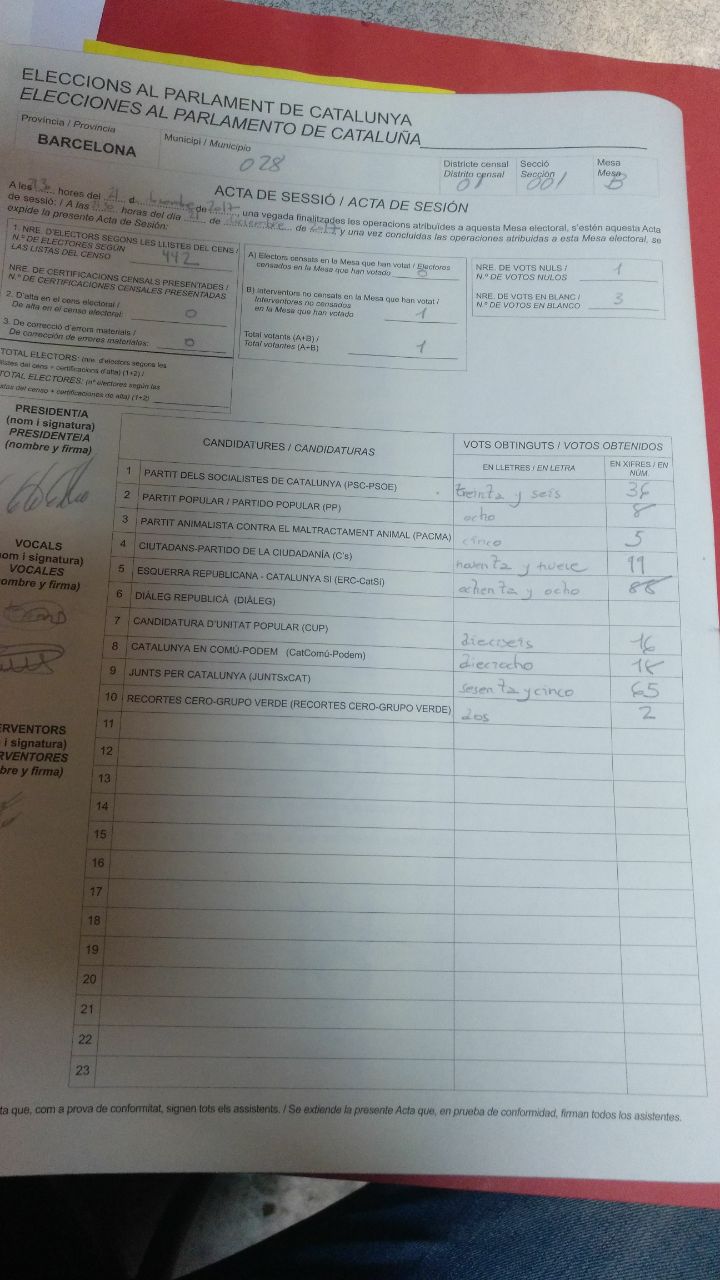 ELECCIONS AL PARLAMENT DE CATALUNYA
ELECCIONES AL PARLAMENTO DE CATALUÑA
Província / Provincia
BARCELONA
Municipi / Municipio
028
Districte censal
Distrito censal
01
Secció
Sección
001
Mesa
Mesa
B
ACTA DE SESSIÓ / ACTA DE SESIÓN
A les 23 hores del 21 d de 2017, una vegada finalitzades les operacions atribuïdes a aquesta Mesa electoral, s'estén aquesta Acta
de sessió: / A las horas del día 21 de diciembre de 2017 y una vez concluidas las operaciones atribuidas a esta Mesa electoral, se
expide la presente Acta de Sesión:
1. NRE. D'ELECTORS SEGONS LES LLISTES DEL CENS /
N.º DE ELECTORES SEGÚN
LAS LISTAS DEL CENSO 442
NRE. DE CERTIFICACIONS CENSALS PRESENTADES /
N.º DE CERTIFICACIONES CENSALES PRESENTADAS
2. D'alta en el cens electoral /
De alta en el censo electoral: 0
3. De correcció d'errors materials /
De corrección de errores materiales: 0
TOTAL ELECTORS: (nre. d'electors segons les
llistes del cens + certificacions d'alta) (1+2) /
TOTAL ELECTORES: (nº electores según las
listas del censo + certificaciones de alta) (1+2)
A) Electors censats en la Mesa que han votat / Electores
censados en la Mesa que han votado 0
B) Interventors no censats en la Mesa que han votat /
Interventores no censados
en la Mesa que han votado 1
Total votants (A+B) /
Total votantes (A+B) 1
NRE. DE VOTS NULS /
N.º DE VOTOS NULOS 1
NRE. DE VOTS EN BLANC /
N.º DE VOTOS EN BLANCO 3
PRESIDENT/A
(nom i signatura)
PRESIDENTE/A
(nombre y firma)
VOCALS
nom i signatura)
VOCALES
ombre y firma)
ERVENTORS
i signatura)
RVENTORES
bre y firma)
CANDIDATURES / CANDIDATURAS
VOTS OBTINGUTS / VOTOS OBTENIDOS
EN LLETRES / EN LETRA
EN XIFRES / EN
NÚM.
1 PARTIT DELS SOCIALISTES DE CATALUNYA (PSC-PSOE) treinta y seis 36
2 PARTIT POPULAR / PARTIDO POPULAR (PP) ocho 8
3 PARTIT ANIMALISTA CONTRA EL MALTRACTAMENT ANIMAL (PACMA) cinco 5
4 CIUTADANS-PARTIDO DE LA CIUDADANÍA (C's) noventa y nueve 99
5 ESQUERRA REPUBLICANA - CATALUNYA SÍ (ERC-CatSí) ochenta y ocho 88
6 DIÀLEG REPUBLICÀ (DIÀLEG)
7 CANDIDATURA D'UNITAT POPULAR (CUP) dieciseis 16
8 CATALUNYA EN COMÚ-PODEM (CatComú-Podem) dieciocho 18
9 JUNTS PER CATALUNYA (JUNTSxCAT) sesenta y cinco 65
10 RECORTES CERO-GRUPO VERDE (RECORTES CERO-GRUPO VERDE) dos 2
11
12
13
14
15
16
17
18
19
20
21
22
23
ta que, com a prova de conformitat, signen tots els assistents. / Se extiende la presente Acta que, en prueba de conformidad, firman todos los asistentes.